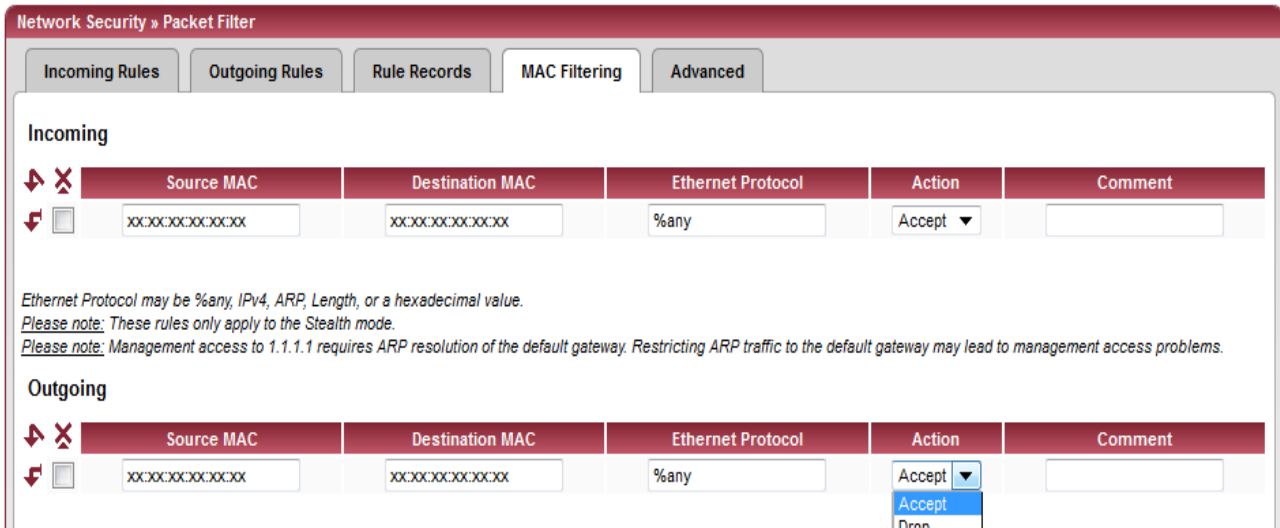 Network Security » Packet Filter
Incoming Rules Outgoing Rules Rule Records MAC Filtering Advanced
Incoming
Source MAC Destination MAC Ethernet Protocol Action Comment
xx:xx:xx:xx:xx:xx xx:xx:xx:xx:xx:xx %any Accept
Ethernet Protocol may be %any, IPv4, ARP, Length, or a hexadecimal value.
Please note: These rules only apply to the Stealth mode.
Please note: Management access to 1.1.1.1 requires ARP resolution of the default gateway. Restricting ARP traffic to the default gateway may lead to management access problems.
Outgoing
Source MAC Destination MAC Ethernet Protocol Action Comment
xx:xx:xx:xx:xx:xx xx:xx:xx:xx:xx:xx %any Accept
Accept
Drop